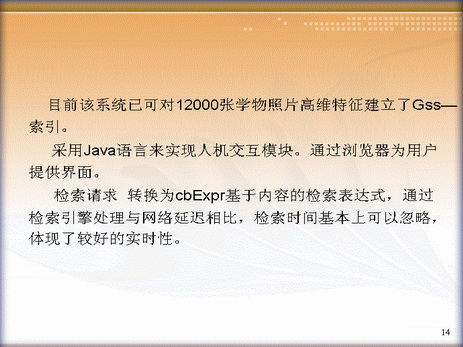 目前该系统已可对12000张学物照片高维特征建立了Gss—
索引。
采用Java语言来实现人机交互模块。通过浏览器为用户
提供界面。
检索请求 转换为cbExpr基于内容的检索表达式，通过
检索引擎处理与网络延迟相比，检索时间基本上可以忽略，
体现了较好的实时性。
14